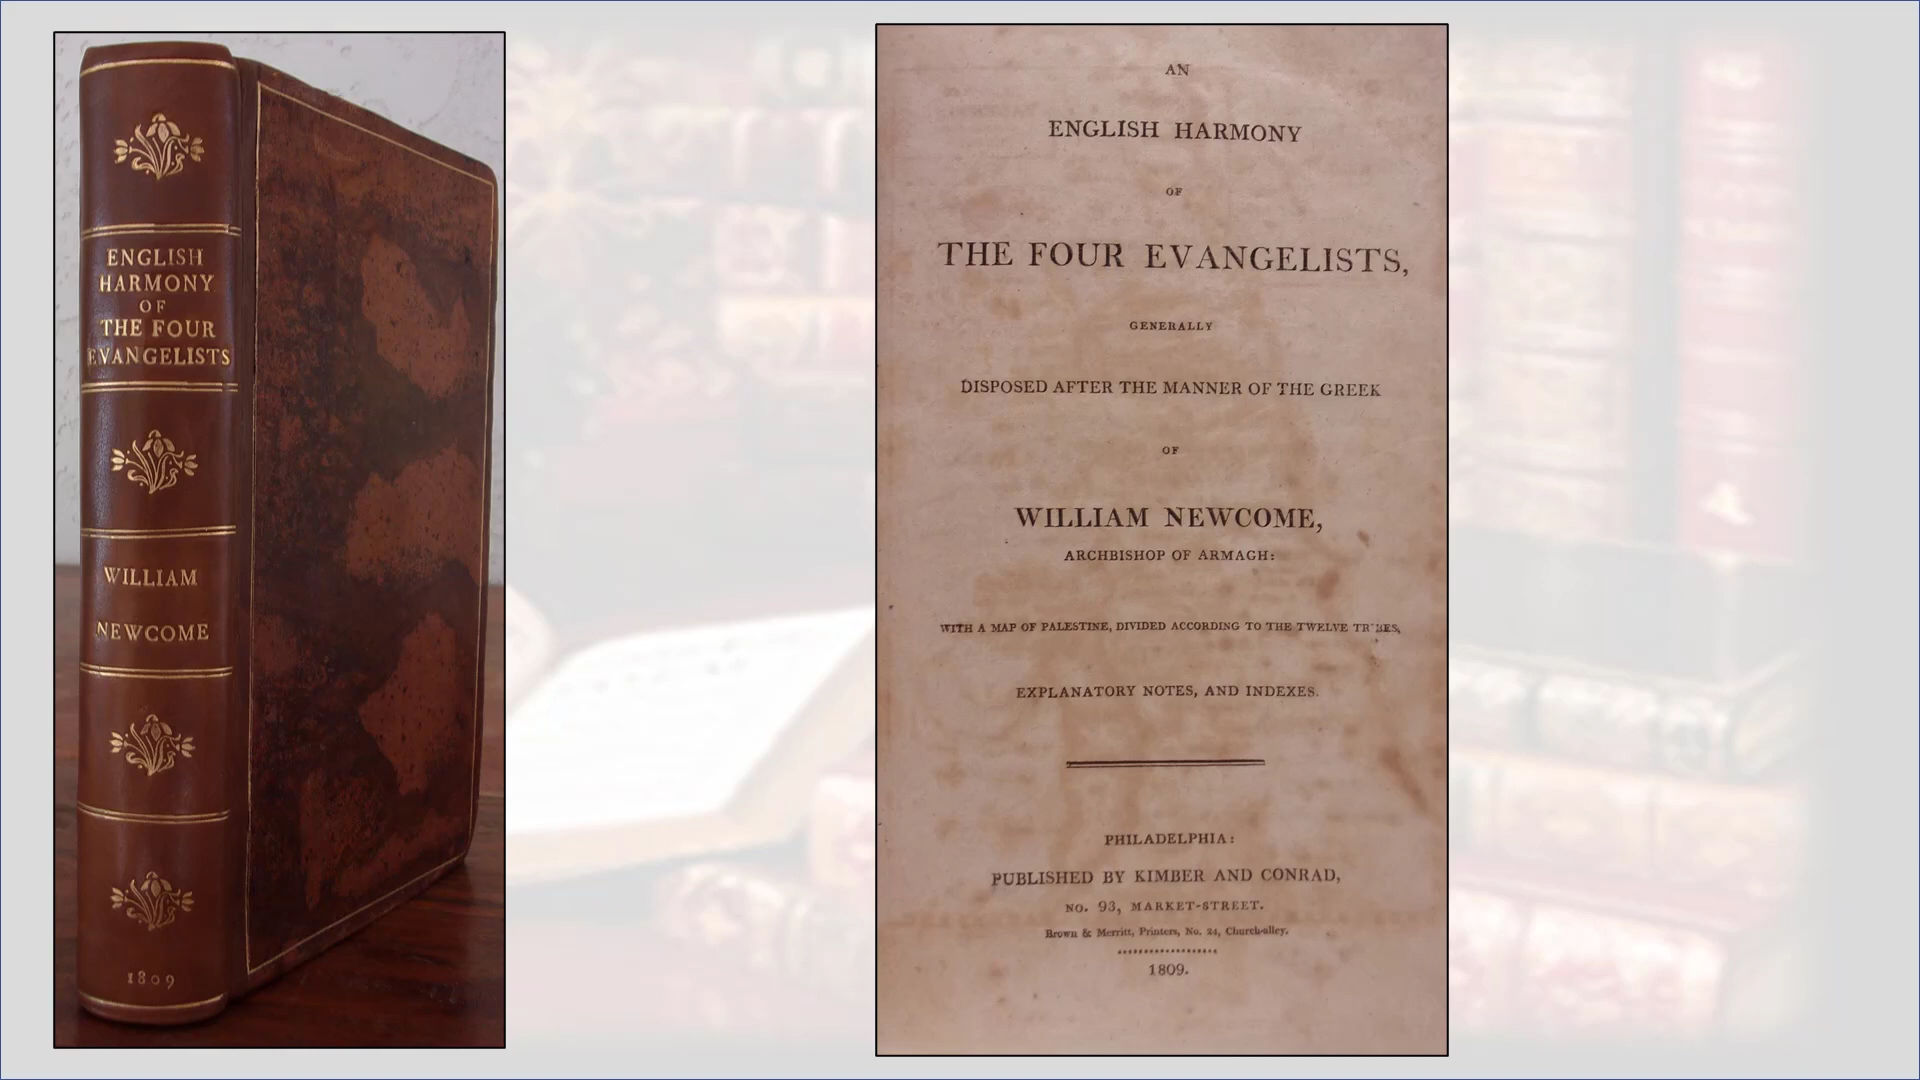 ENGLISH
HARMONY
OF
THE FOUR
EVANGELISTS
WILLIAM
NEWCOME
1809
AN
ENGLISH HARMONY
OF
THE FOUR EVANGELISTS,
GENERALLY
DISPOSED AFTER THE MANNER OF THE GREEK
OF
WILLIAM NEWCOME,
ARCHBISHOP OF ARMAGH:
WITH A MAP OF PALESTINE, DIVIDED ACCORDING TO THE TWELVE TRIBES,
EXPLANATORY NOTES, AND INDEXES.
PHILADELPHIA:
PUBLISHED BY KIMBER AND CONRAD,
NO. 93, MARKET-STREET.
Brown & Merritt, Printers, No. 24, Church-alley.
1809.